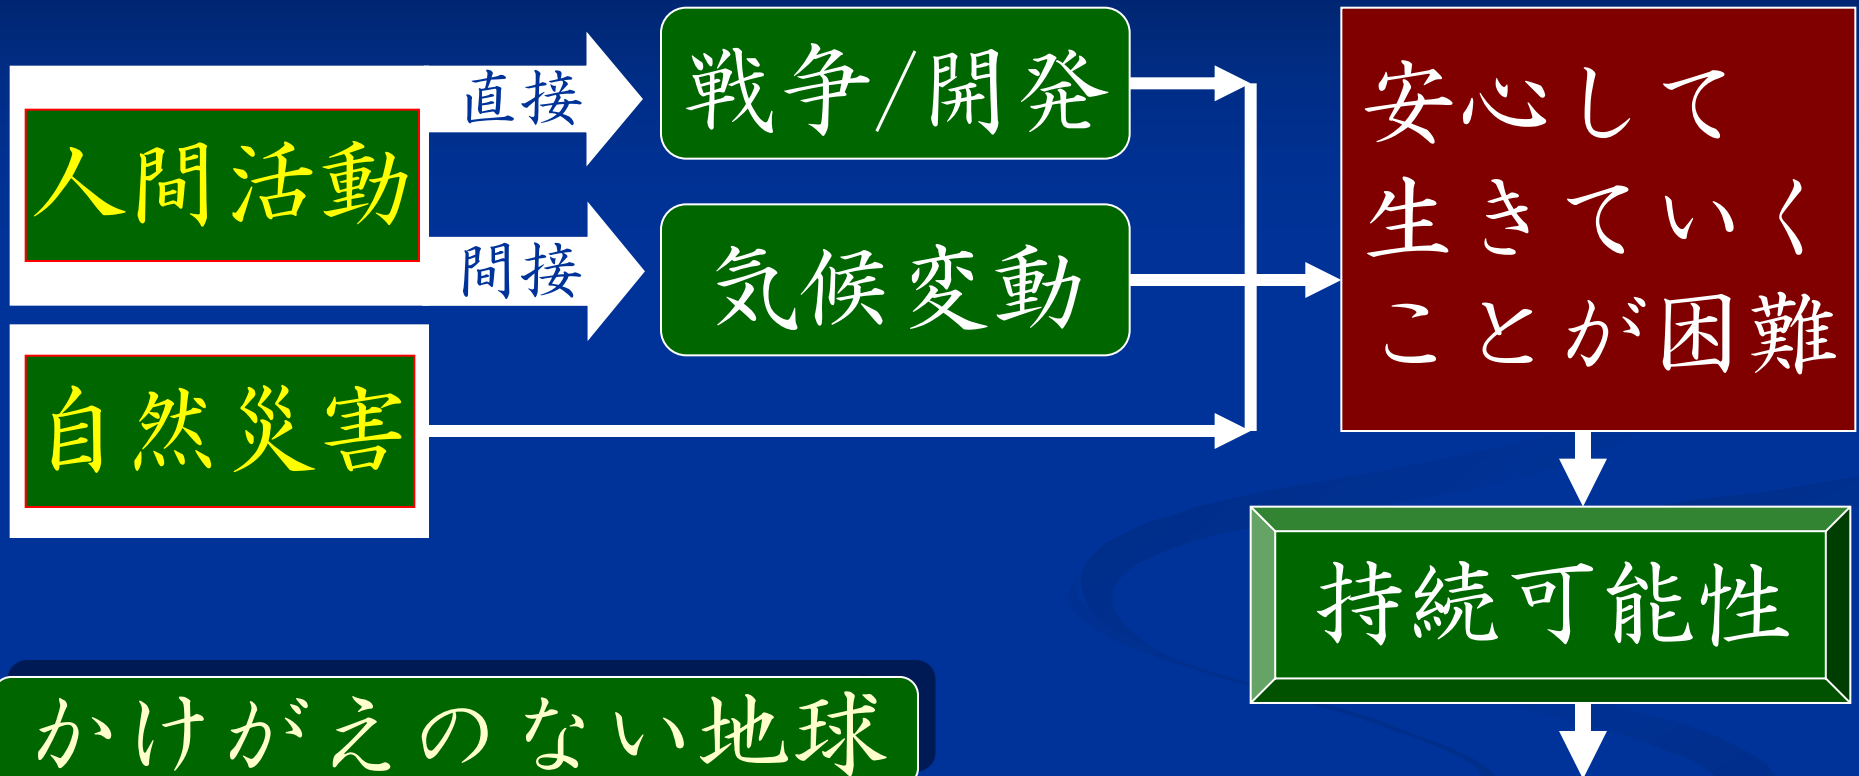 人間活動
直接
戦争/開発
間接
気候変動
自然災害
安心して
生きていく
ことが困難
持続可能性
かけがえのない地球